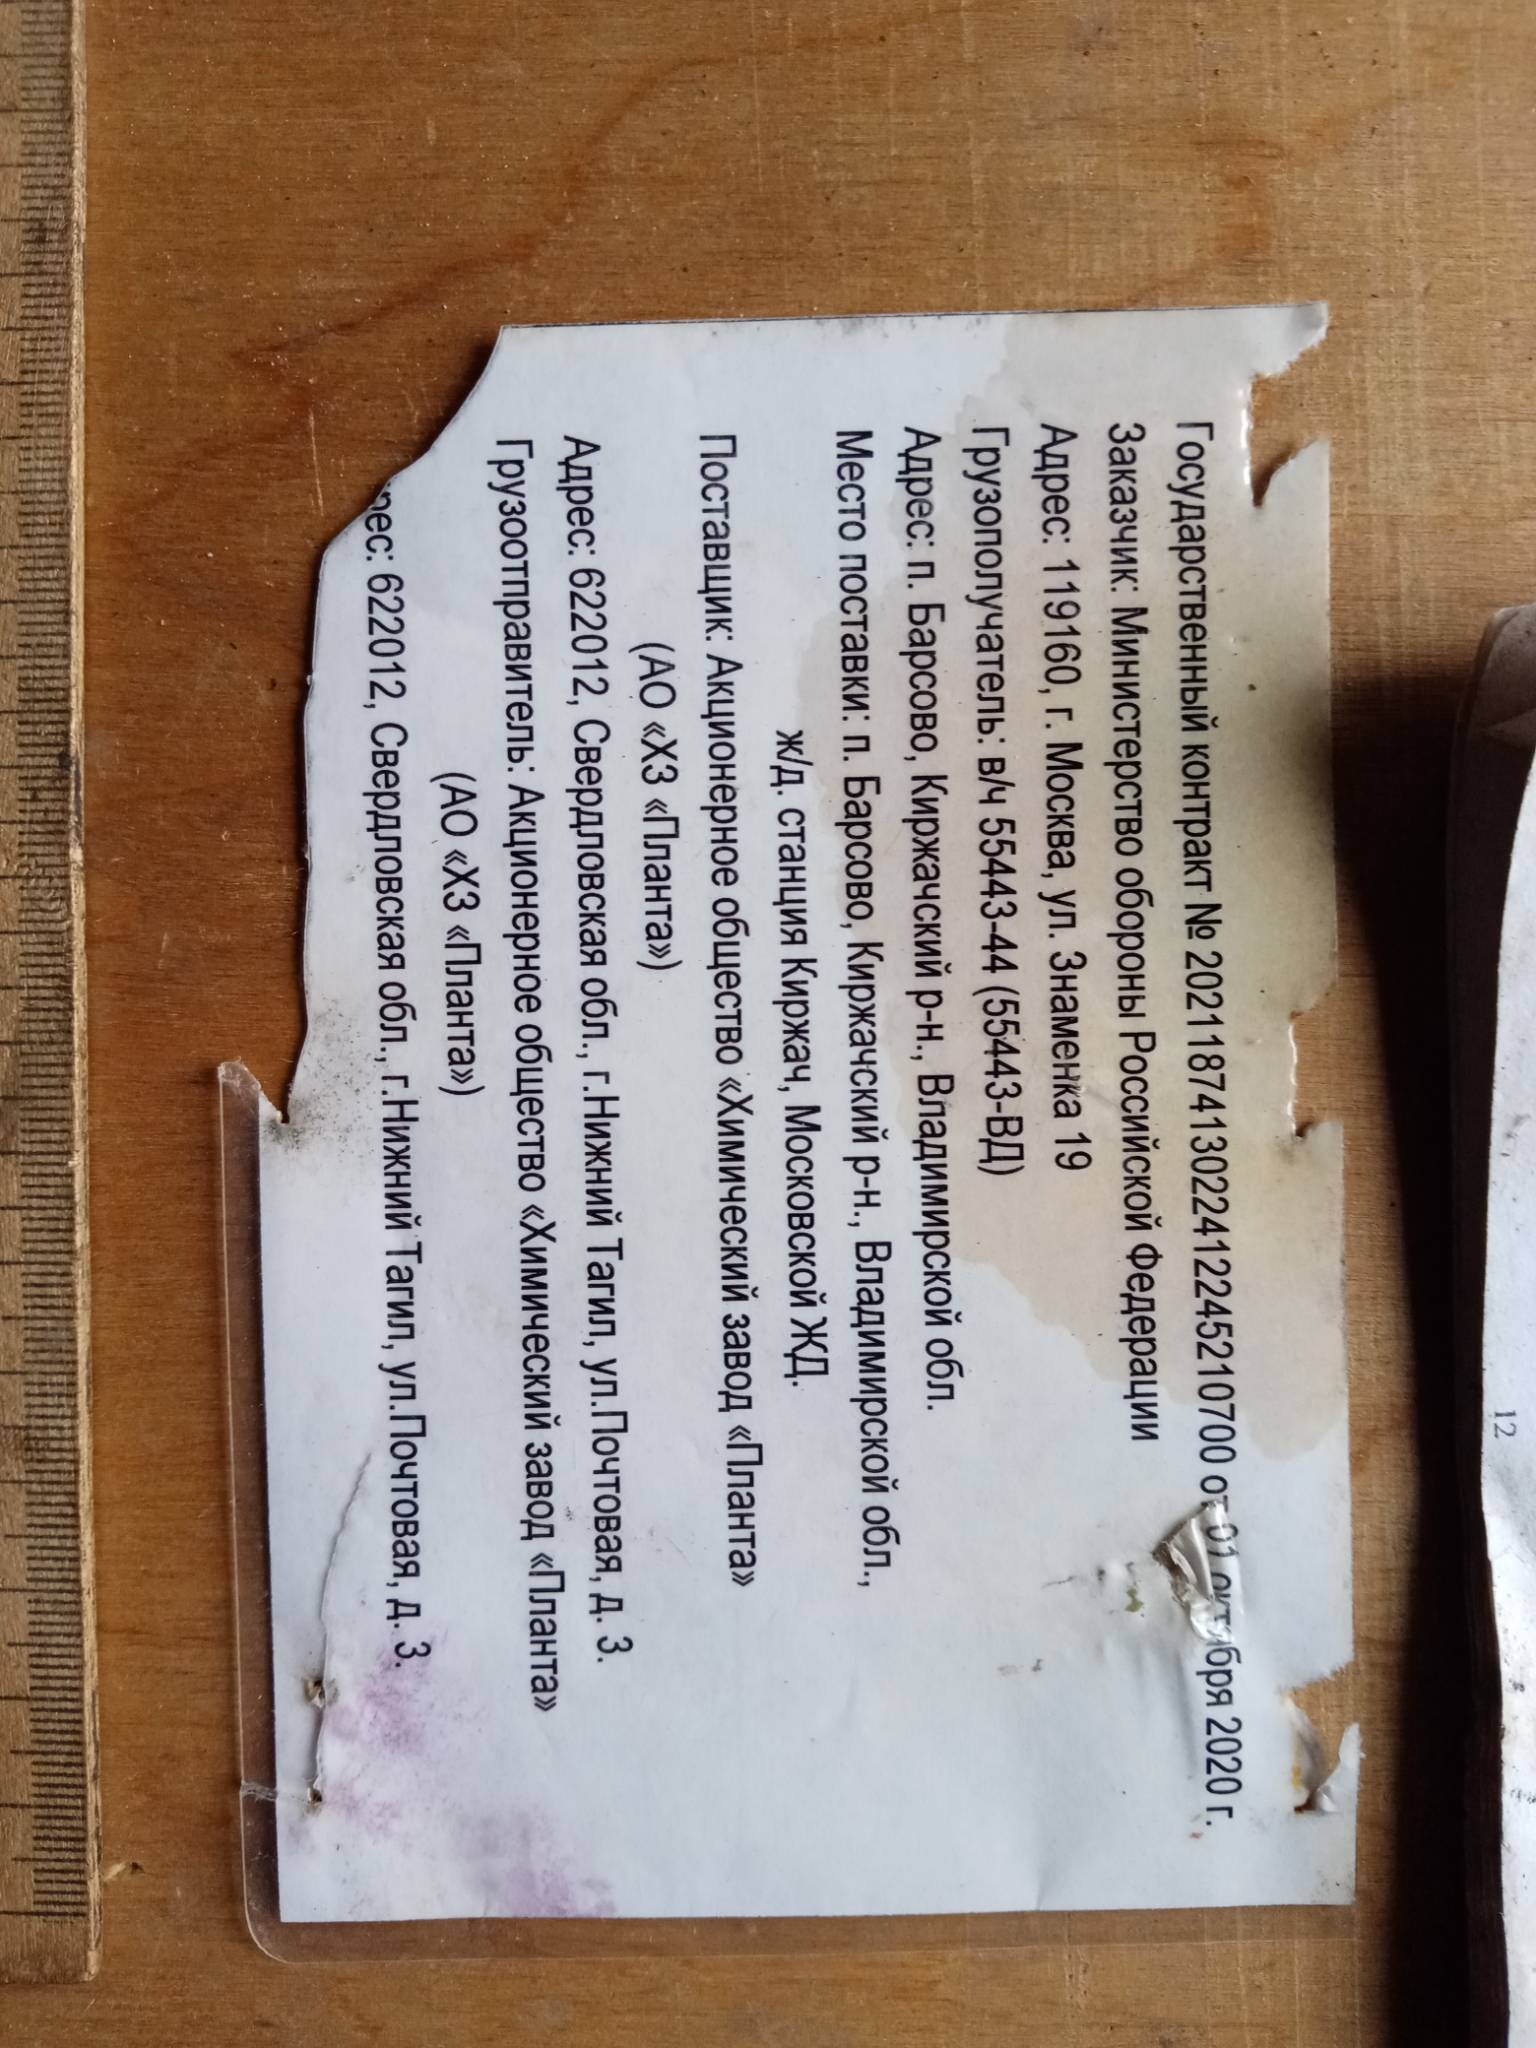 Государственный контракт № 2021187413022412245210700 от 01 октября 2020 г.
Заказчик: Министерство обороны Российской Федерации
Адрес: 119160, г. Москва, ул. Знаменка 19
Грузополучатель: в/ч 55443-44 (55443-ВД)
Адрес: п. Барсово, Киржачский р-н., Владимирской обл.
Место поставки: п. Барсово, Киржачский р-н., Владимирской обл.,
ж/д. станция Киржач, Московской ЖД.
Поставщик: Акционерное общество «Химический завод «Планта»
(АО «ХЗ «Планта»)
Адрес: 622012, Свердловская обл., г.Нижний Тагил, ул.Почтовая, д. 3.
Грузоотправитель: Акционерное общество «Химический завод «Планта»
(АО «ХЗ «Планта»)
рес: 622012, Свердловская обл., г.Нижний Тагил, ул.Почтовая, д. 3.
12